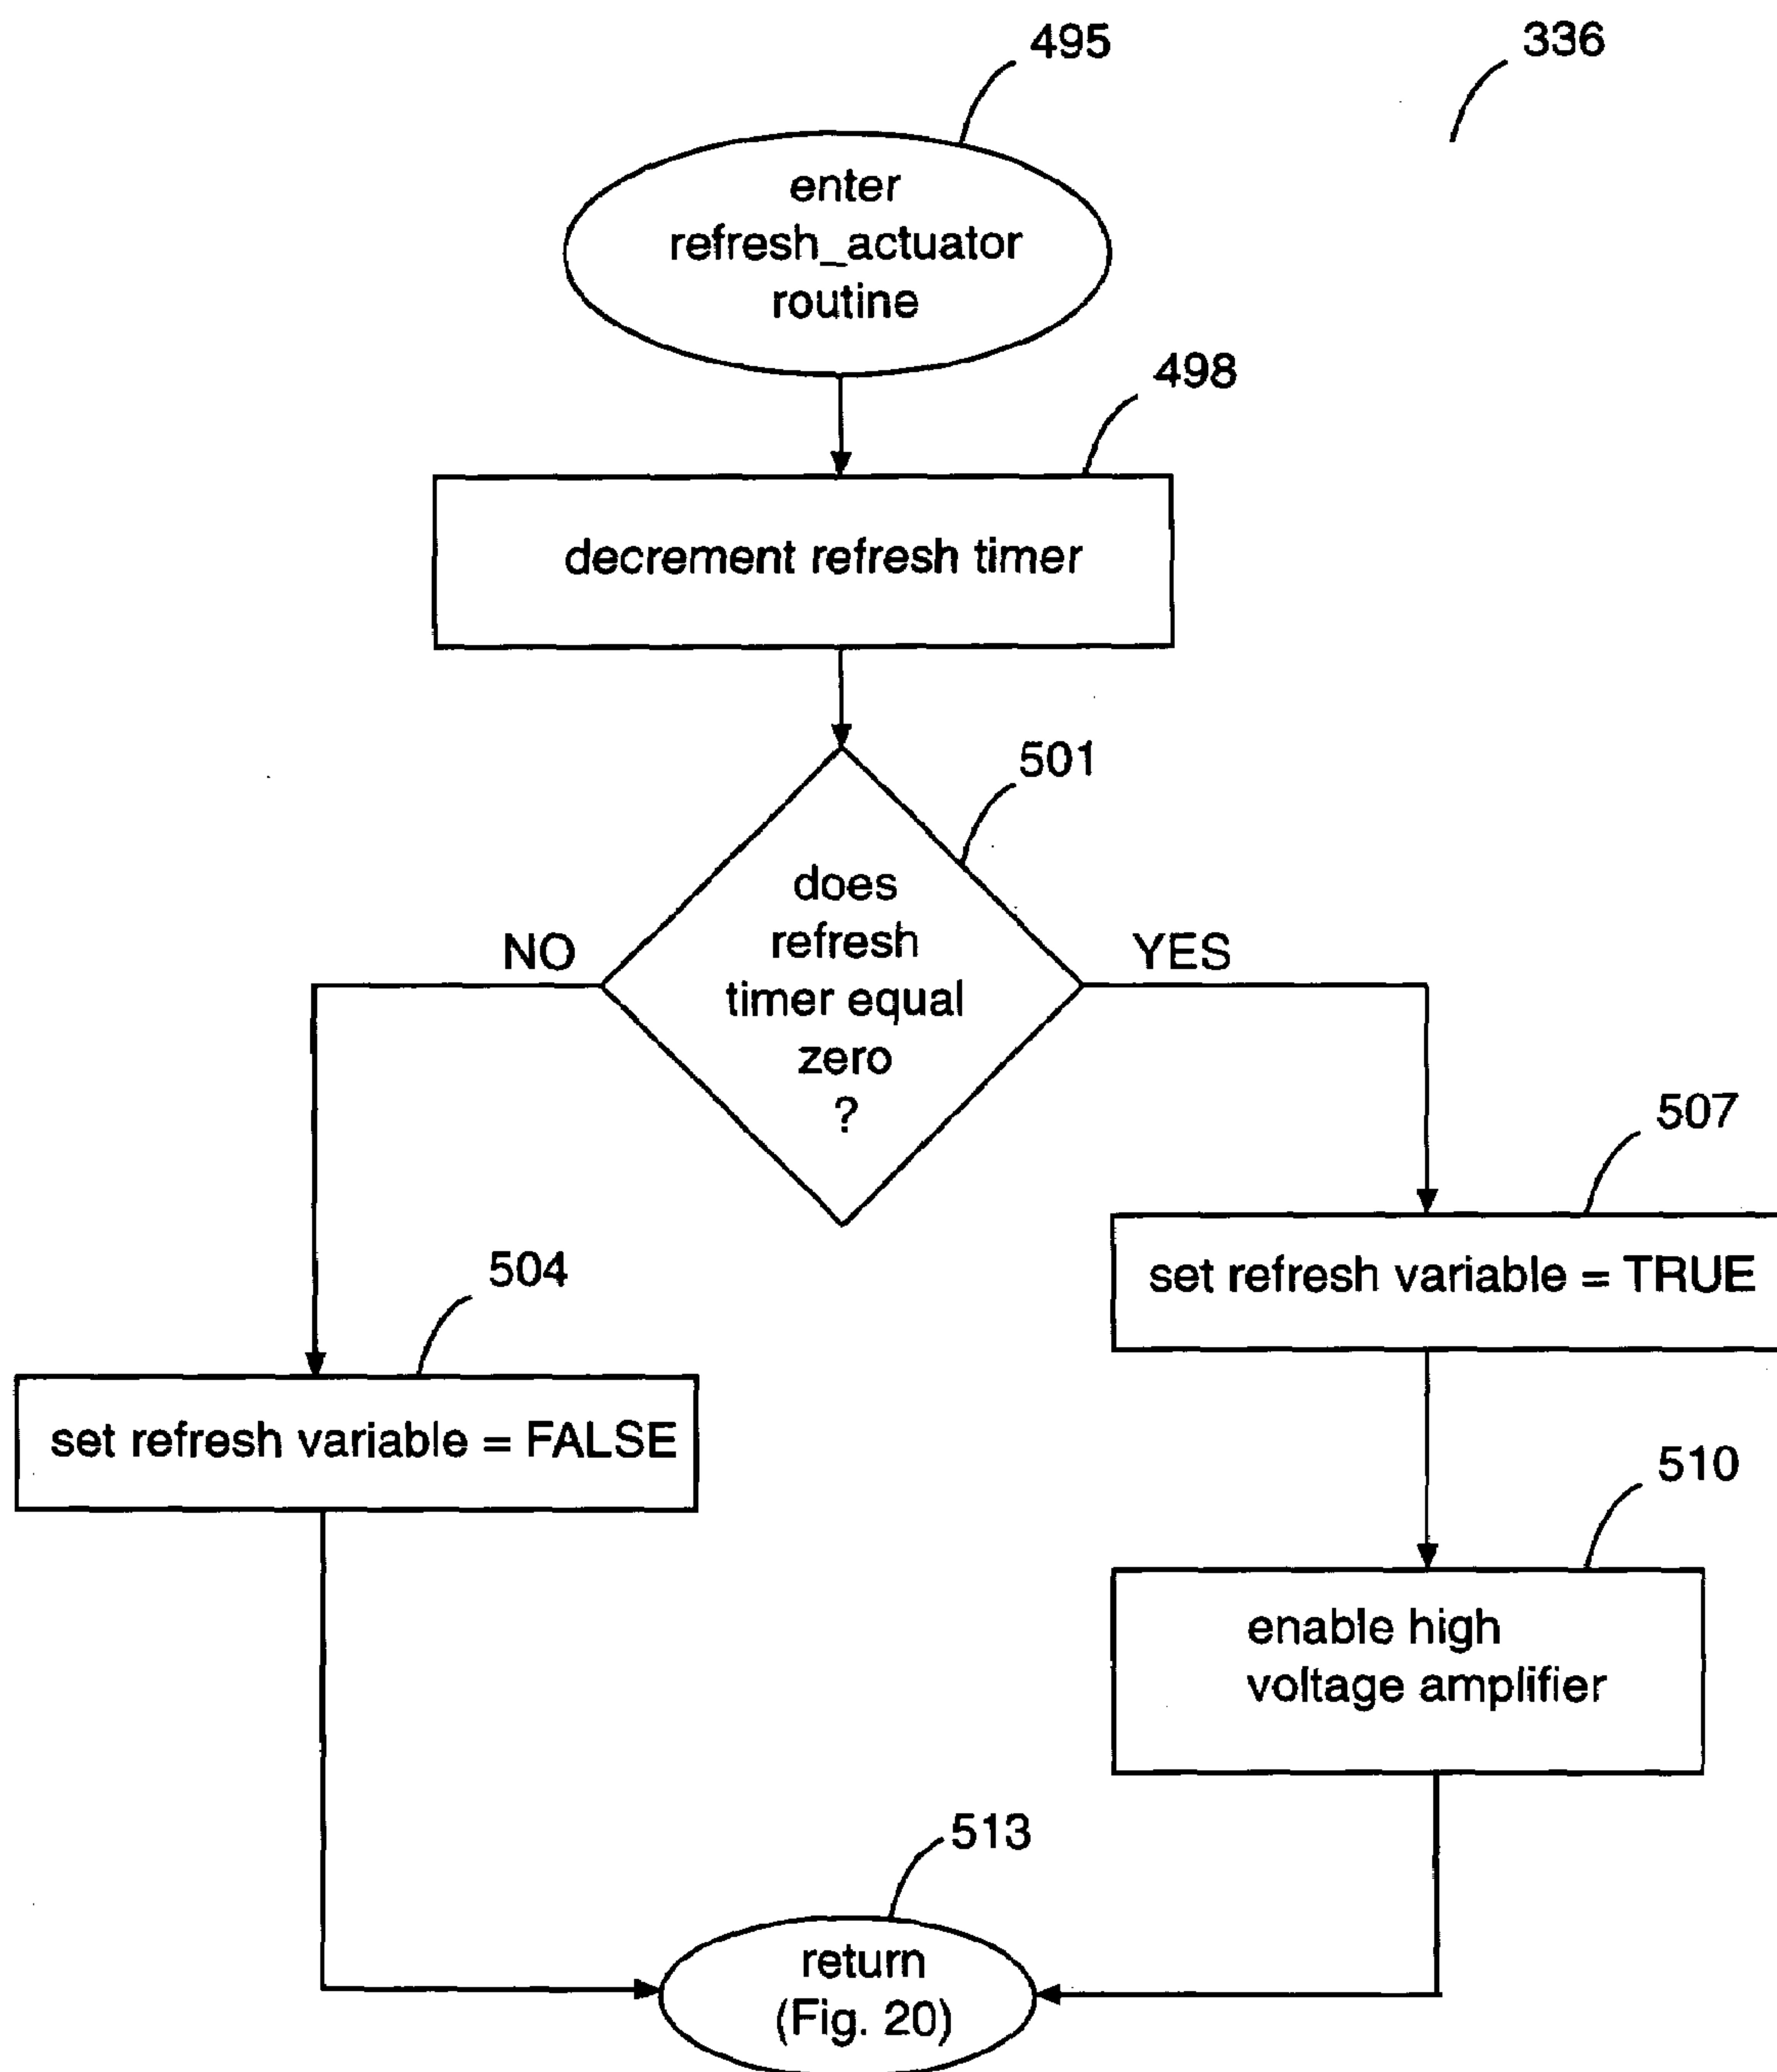 495
336
enter
refresh_actuator
routine
498
decrement refresh timer
501
does
refresh
timer equal
zero
?
NO
YES
507
set refresh variable = TRUE
504
set refresh variable = FALSE
510
enable high
voltage amplifier
513
return
(Fig. 20)